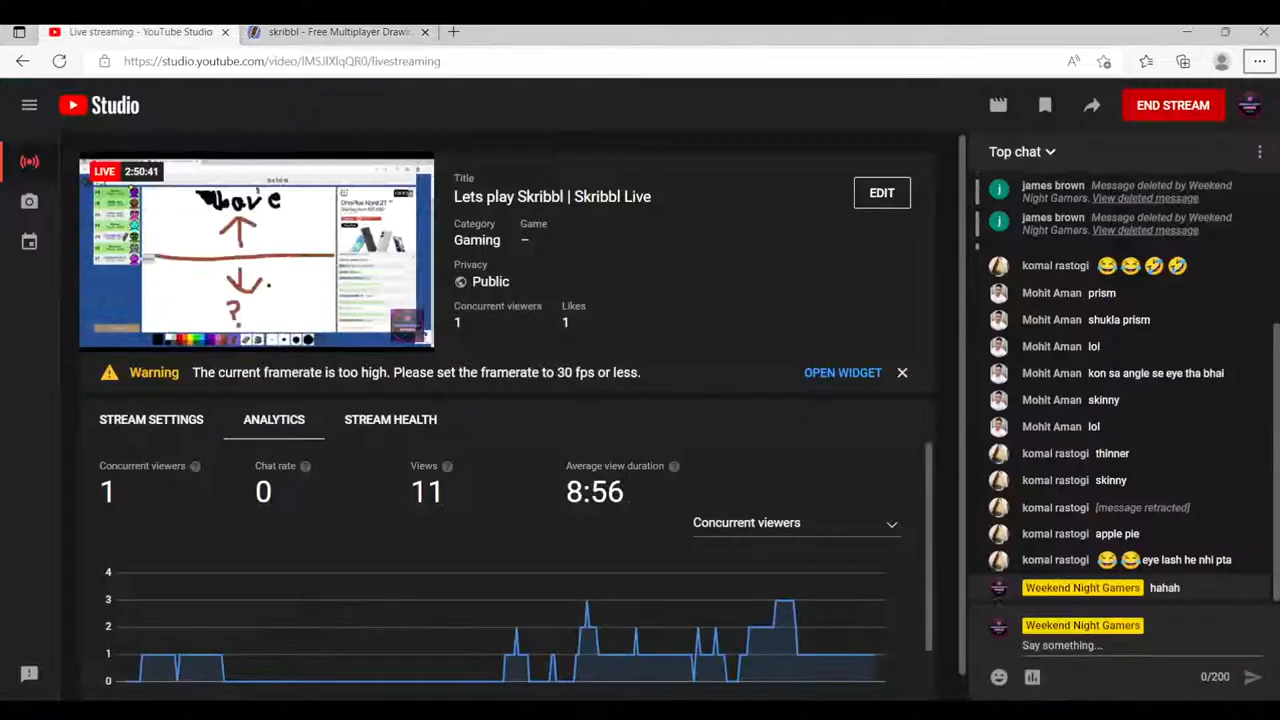 Live streaming - YouTube Studio
skribbl - Free Multiplayer Drawin
https://studio.youtube.com/video/lMSJlXlqQR0/livestreaming
Studio
END STREAM
LIVE 2:50:41
Love
?
Title
Lets play Skribbl | Skribbl Live
EDIT
Category Game
Gaming –
Privacy
Public
Concurrent viewers Likes
1 1
Warning The current framerate is too high. Please set the framerate to 30 fps or less.
OPEN WIDGET
STREAM SETTINGS ANALYTICS STREAM HEALTH
Concurrent viewers Chat rate Views Average view duration
1 0 11 8:56
Concurrent viewers
4
3
2
1
0
Top chat
james brown Message deleted by Weekend
Night Gamers. View deleted message
james brown Message deleted by Weekend
Night Gamers. View deleted message
komal rastogi 😂😂🤣🤣
Mohit Aman prism
Mohit Aman shukla prism
Mohit Aman lol
Mohit Aman kon sa angle se eye tha bhai
Mohit Aman skinny
Mohit Aman lol
komal rastogi thinner
komal rastogi skinny
komal rastogi [message retracted]
komal rastogi apple pie
komal rastogi 😂😂eye lash he nhi pta
Weekend Night Gamers hahah
Weekend Night Gamers
Say something...
0/200